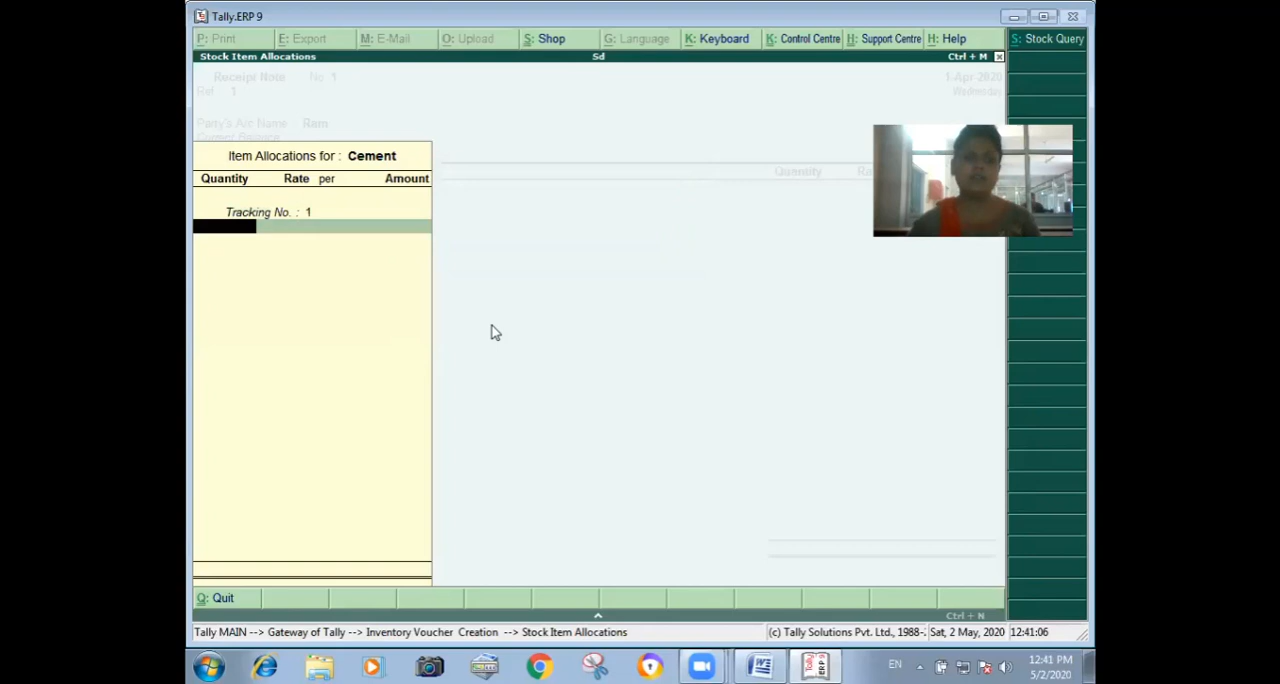 Tally.ERP 9
P: Print E: Export M: E-Mail O: Upload S: Shop G: Language K: Keyboard K: Control Centre H: Support Centre H: Help S: Stock Query
Stock Item Allocations Sd Ctrl + M
Receipt Note No 1 1-Apr-2020
Ref 1 Wednesday
Party's A/c Name : Ram
Current Balance
Item Allocations for : Cement
Quantity
Quantity Rate per Amount
Tracking No. : 1
Q: Quit
Ctrl + N
Tally MAIN --> Gateway of Tally --> Inventory Voucher Creation --> Stock Item Allocations (c) Tally Solutions Pvt. Ltd., 1988- Sat, 2 May, 2020 12:41:06
EN 12:41 PM
5/2/2020